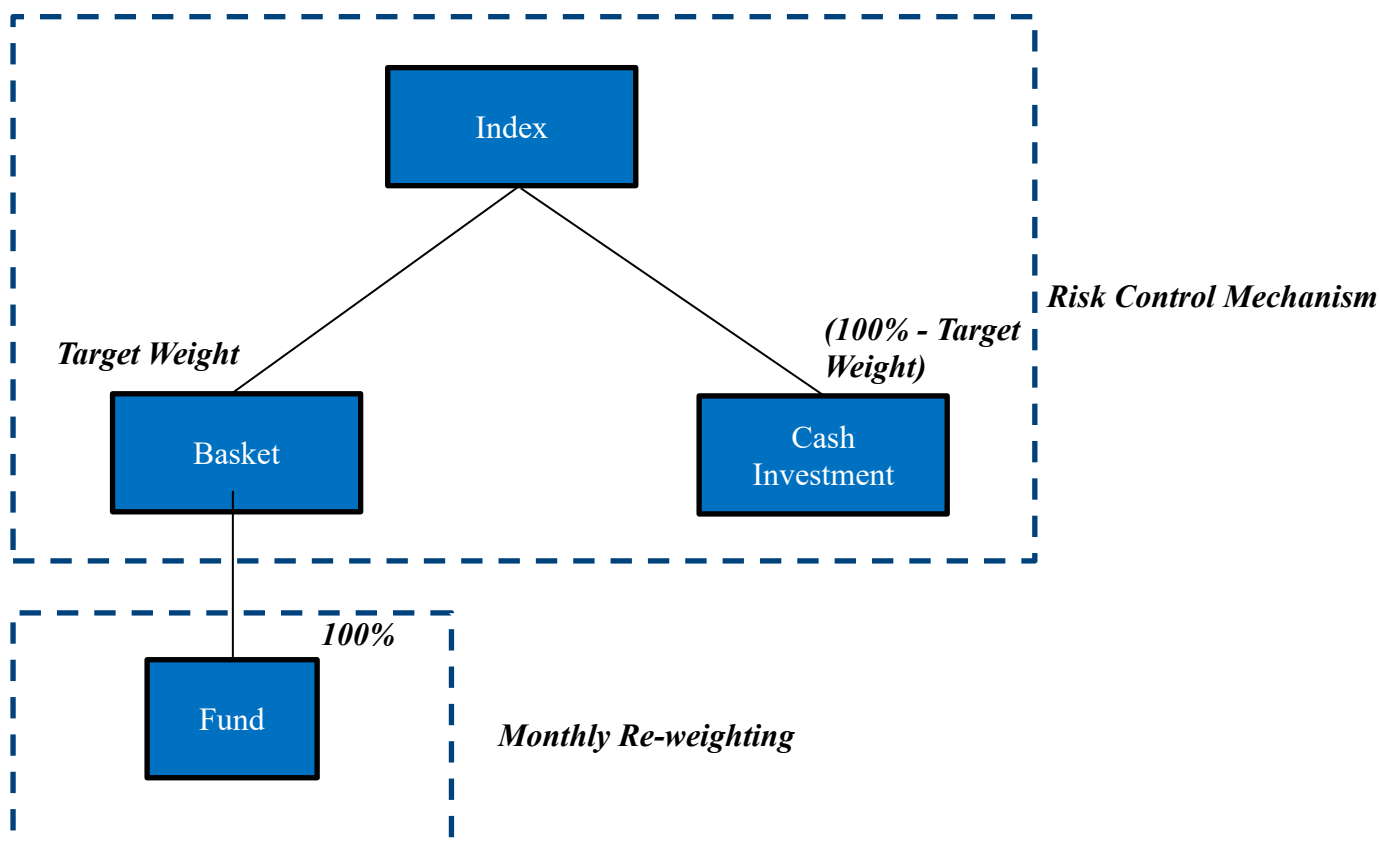 Index
Risk Control Mechanism
(100% - Target
Weight)
Target Weight
Basket
Cash
Investment
100%
Fund
Monthly Re-weighting